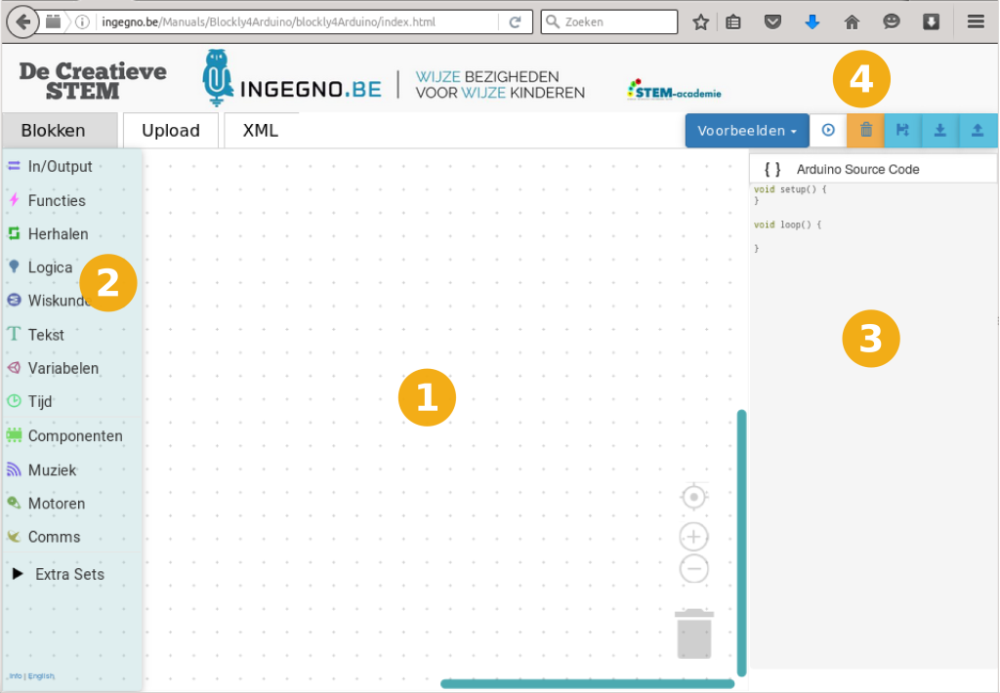 ingegno.be/Manuals/Blockly4Arduino/blockly4Arduino/index.html
Zoeken
De Creatieve
STEM
INGEGNO.BE
WIJZE BEZIGHEDEN
VOOR WIJZE KINDEREN
STEM-academie
4
Blokken
Upload
XML
Voorbeelden
In/Output
Functies
Herhalen
Logica
Wiskunde
Tekst
Variabelen
Tijd
Componenten
Muziek
Motoren
Comms
Extra Sets
Info | English
2
1
{ } Arduino Source Code
void setup() {
}
void loop() {
}
3